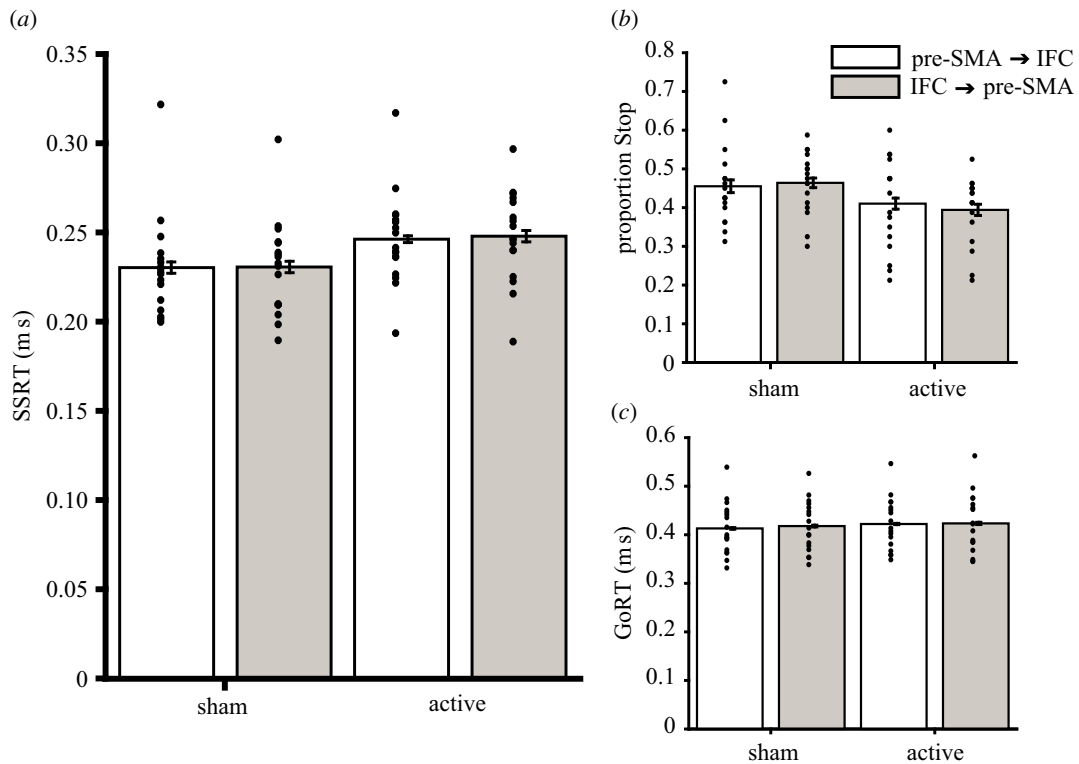 (a)
0.35
0.30
0.25
0.20
0.15
0.10
0.05
0
SSRT (m s)
sham active
(b)
0.8
0.7
0.6
0.5
0.4
0.3
0.2
0.1
0
proportion Stop
pre-SMA → IFC
IFC → pre-SMA
sham active
(c)
0.6
0.5
0.4
0.3
0.2
0.1
0
GoRT (m s)
sham active